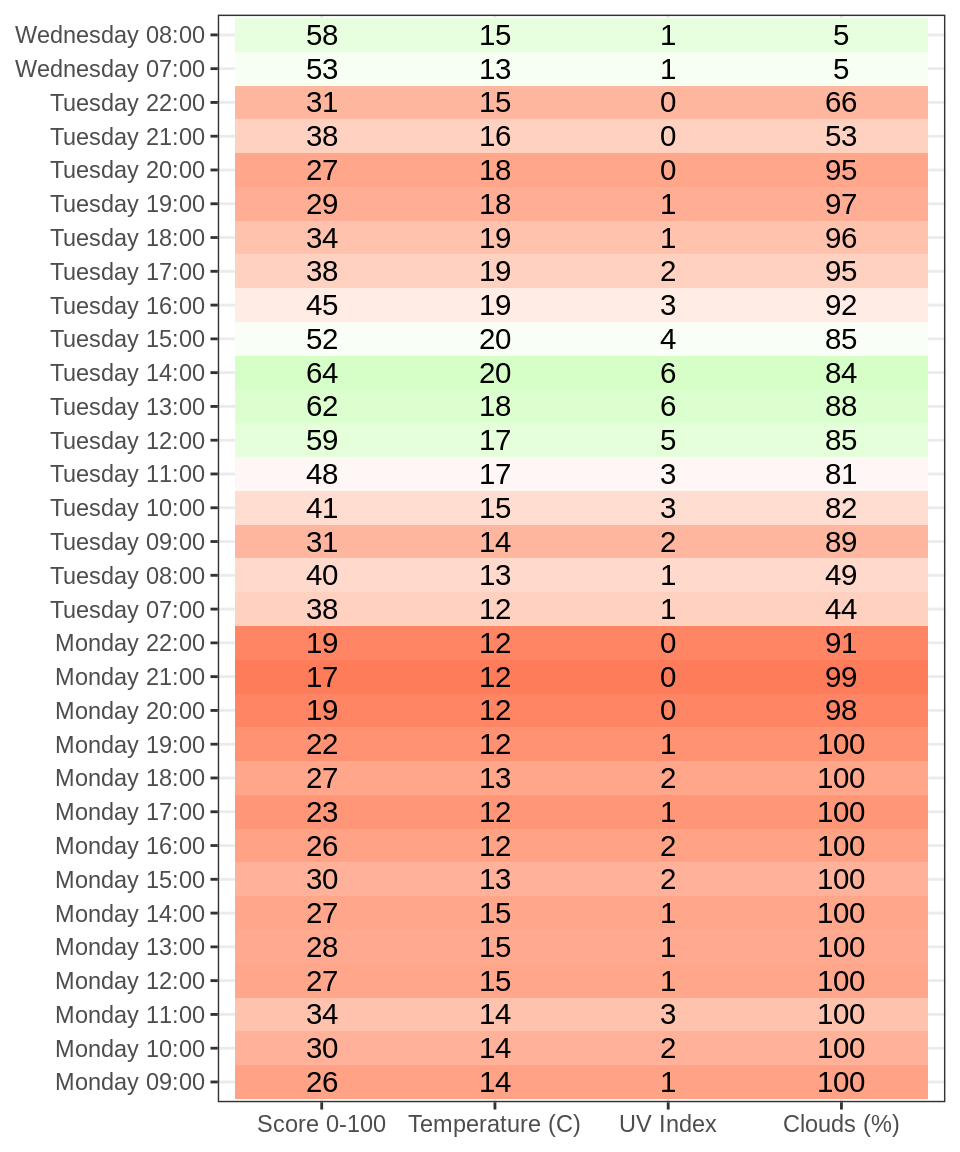 Wednesday 08:00 58 15 1 5
Wednesday 07:00 53 13 1 5
Tuesday 22:00 31 15 0 66
Tuesday 21:00 38 16 0 53
Tuesday 20:00 27 18 0 95
Tuesday 19:00 29 18 1 97
Tuesday 18:00 34 19 1 96
Tuesday 17:00 38 19 2 95
Tuesday 16:00 45 19 3 92
Tuesday 15:00 52 20 4 85
Tuesday 14:00 64 20 6 84
Tuesday 13:00 62 18 6 88
Tuesday 12:00 59 17 5 85
Tuesday 11:00 48 17 3 81
Tuesday 10:00 41 15 3 82
Tuesday 09:00 31 14 2 89
Tuesday 08:00 40 13 1 49
Tuesday 07:00 38 12 1 44
Monday 22:00 19 12 0 91
Monday 21:00 17 12 0 99
Monday 20:00 19 12 0 98
Monday 19:00 22 12 1 100
Monday 18:00 27 13 2 100
Monday 17:00 23 12 1 100
Monday 16:00 26 12 2 100
Monday 15:00 30 13 2 100
Monday 14:00 27 15 1 100
Monday 13:00 28 15 1 100
Monday 12:00 27 15 1 100
Monday 11:00 34 14 3 100
Monday 10:00 30 14 2 100
Monday 09:00 26 14 1 100
Score 0-100 Temperature (C) UV Index Clouds (%)